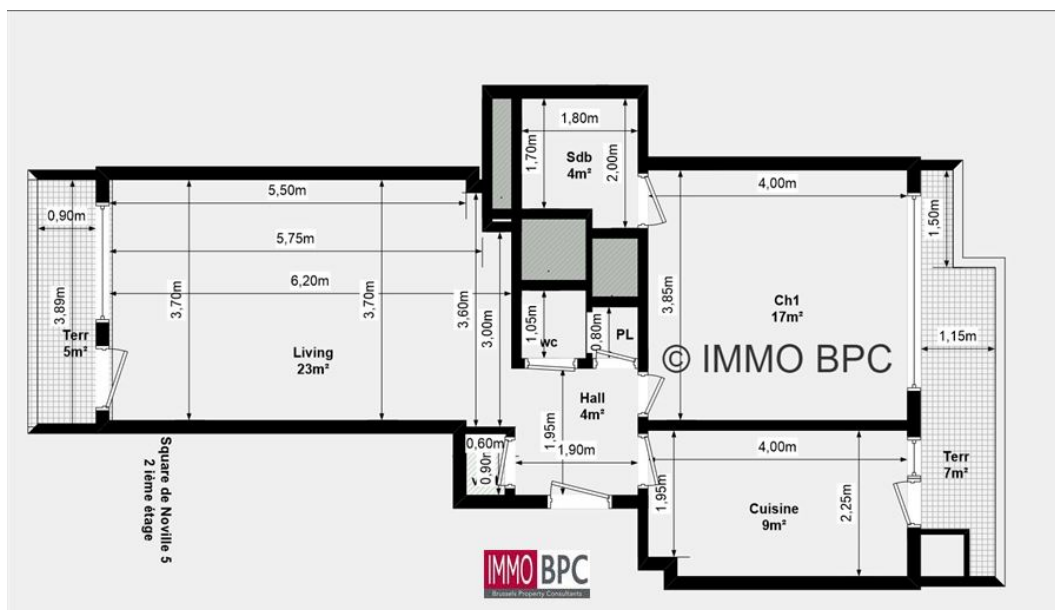 1,80m
1,70m
2,00m
Sdb
4m²
5,50m
4,00m
0,90m
1,50m
5,75m
6,20m
3,89m
3,70m
3,70m
3,60m
3,00m
3,85m
Ch1
17m²
Terr
5m²
Living
23m²
1,05m
wc
0,80m
PL
1,15m
© IMMO BPC
Hall
4m²
1,95m
1,90m
0,60m
0,90m
4,00m
1,95m
2,25m
Cuisine
9m²
Terr
7m²
Square de Noville 5
2 ième étage
IMMO BPC
Brussels Property Consultants